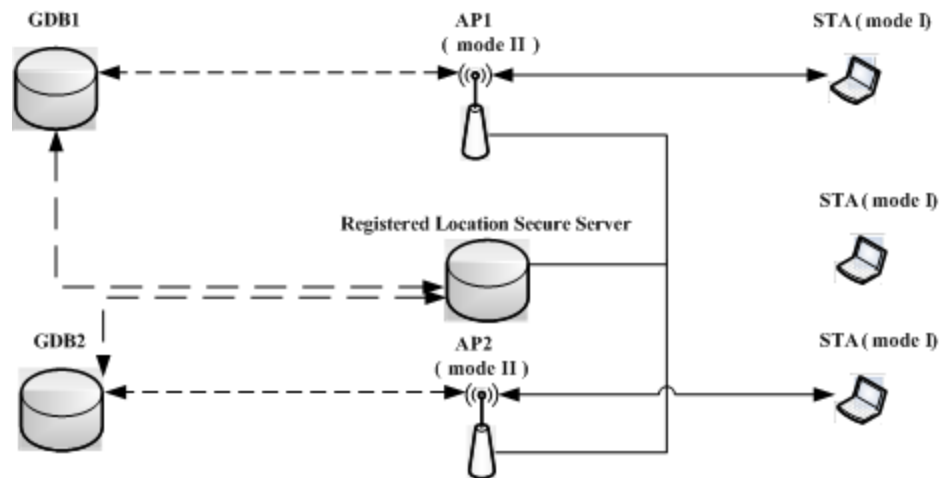 GDB1
AP1
( mode II )
STA ( mode I)
STA ( mode I)
Registered Location Secure Server
GDB2
AP2
( mode II )
STA ( mode I)